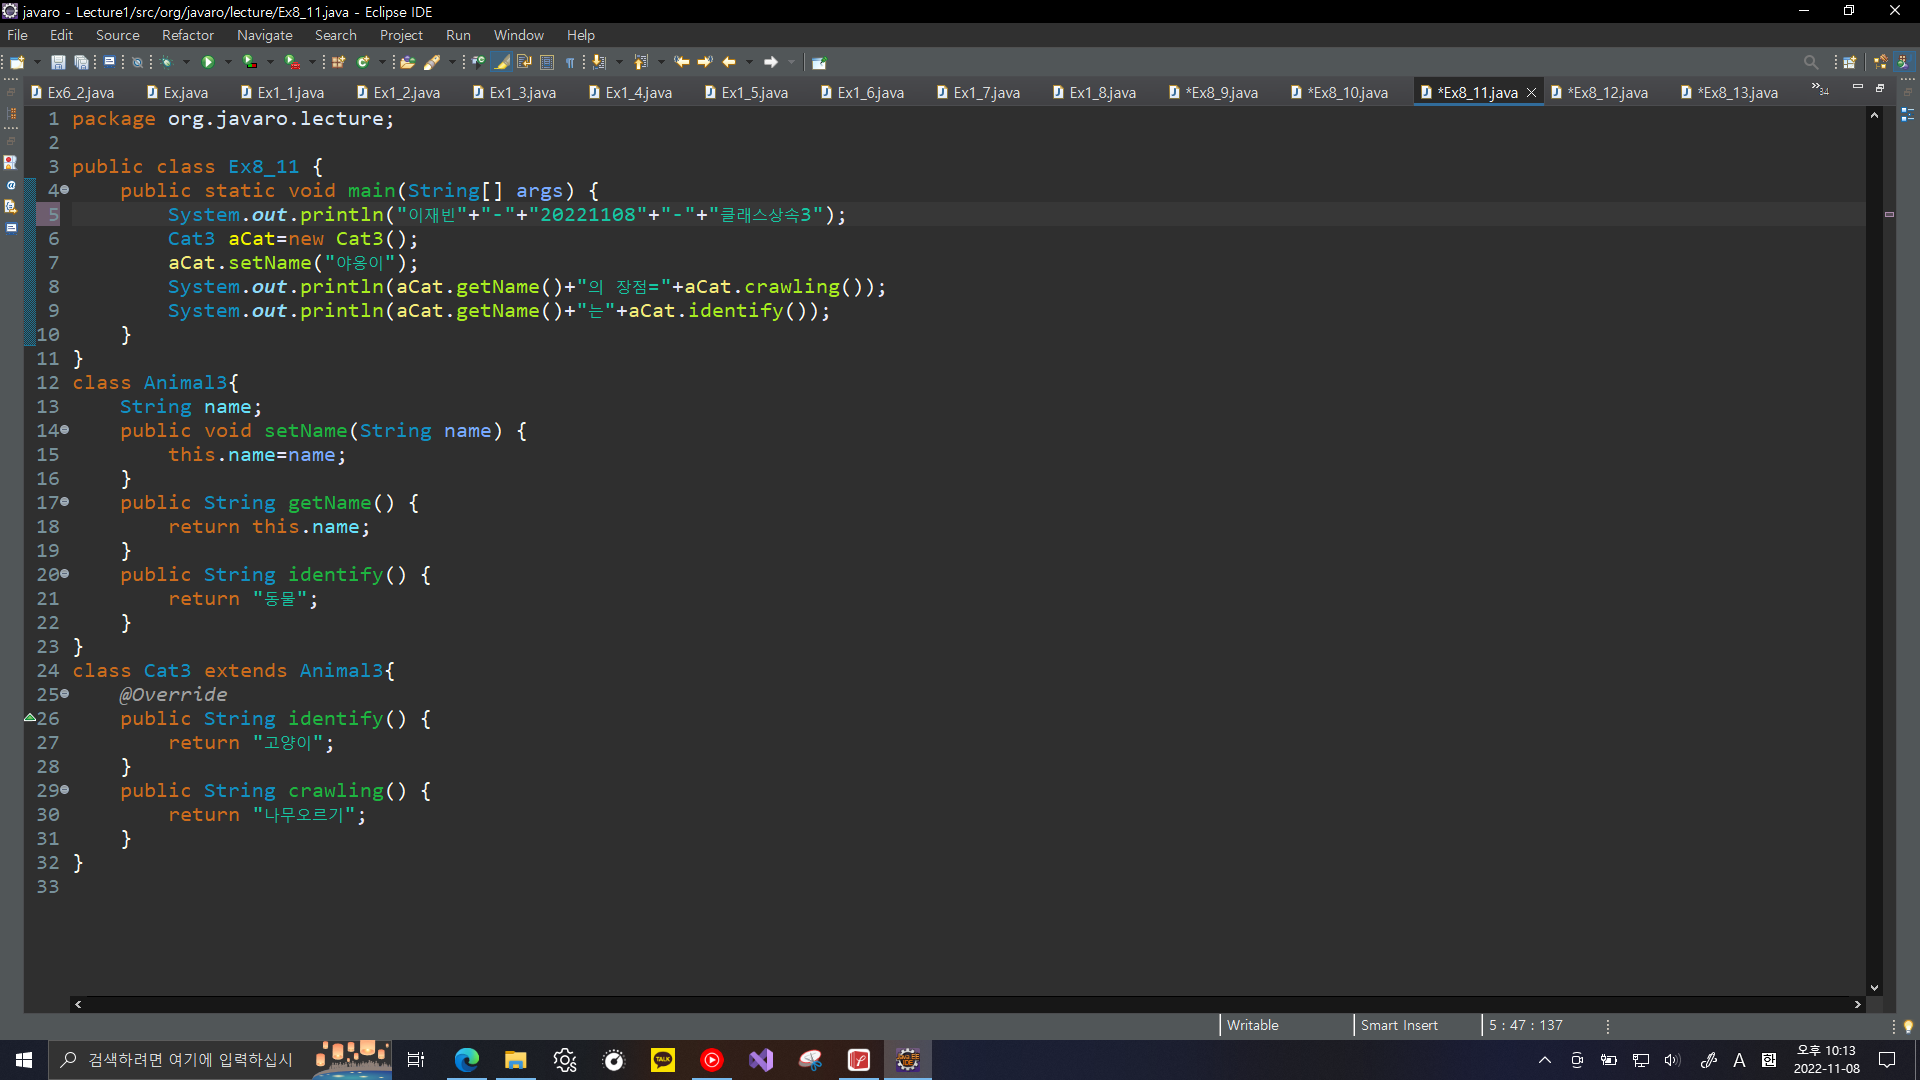 javaro - Lecture1/src/org/javaro/lecture/Ex8_11.java - Eclipse IDE
File Edit Source Refactor Navigate Search Project Run Window Help
Ex6_2.java Ex.java Ex1_1.java Ex1_2.java Ex1_3.java Ex1_4.java Ex1_5.java Ex1_6.java Ex1_7.java Ex1_8.java *Ex8_9.java *Ex8_10.java *Ex8_11.java *Ex8_12.java *Ex8_13.java 34
1 package org.javaro.lecture;
2
3 public class Ex8_11 {
4 public static void main(String[] args) {
5 System.out.println("이재빈"+"-"+"20221108"+"-"+"클래스상속3");
6 Cat3 aCat=new Cat3();
7 aCat.setName("야옹이");
8 System.out.println(aCat.getName()+"의 장점="+aCat.crawling());
9 System.out.println(aCat.getName()+"는"+aCat.identify());
10 }
11 }
12 class Animal3{
13 String name;
14 public void setName(String name) {
15 this.name=name;
16 }
17 public String getName() {
18 return this.name;
19 }
20 public String identify() {
21 return "동물";
22 }
23 }
24 class Cat3 extends Animal3{
25 @Override
26 public String identify() {
27 return "고양이";
28 }
29 public String crawling() {
30 return "나무오르기";
31 }
32 }
33
Writable Smart Insert 5 : 47 : 137
검색하려면 여기에 입력하십시
TALK
A
오후 10:13
2022-11-08